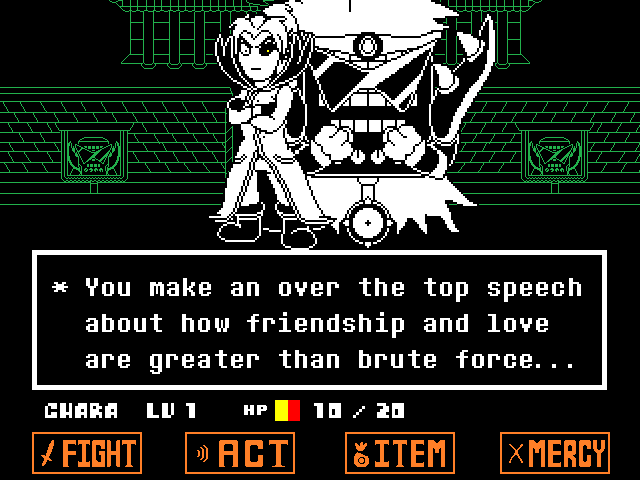 * You make an over the top speech
about how friendship and love
are greater than brute force...
CHARA LV 1 HP 10 / 20
FIGHT ACT ITEM MERCY